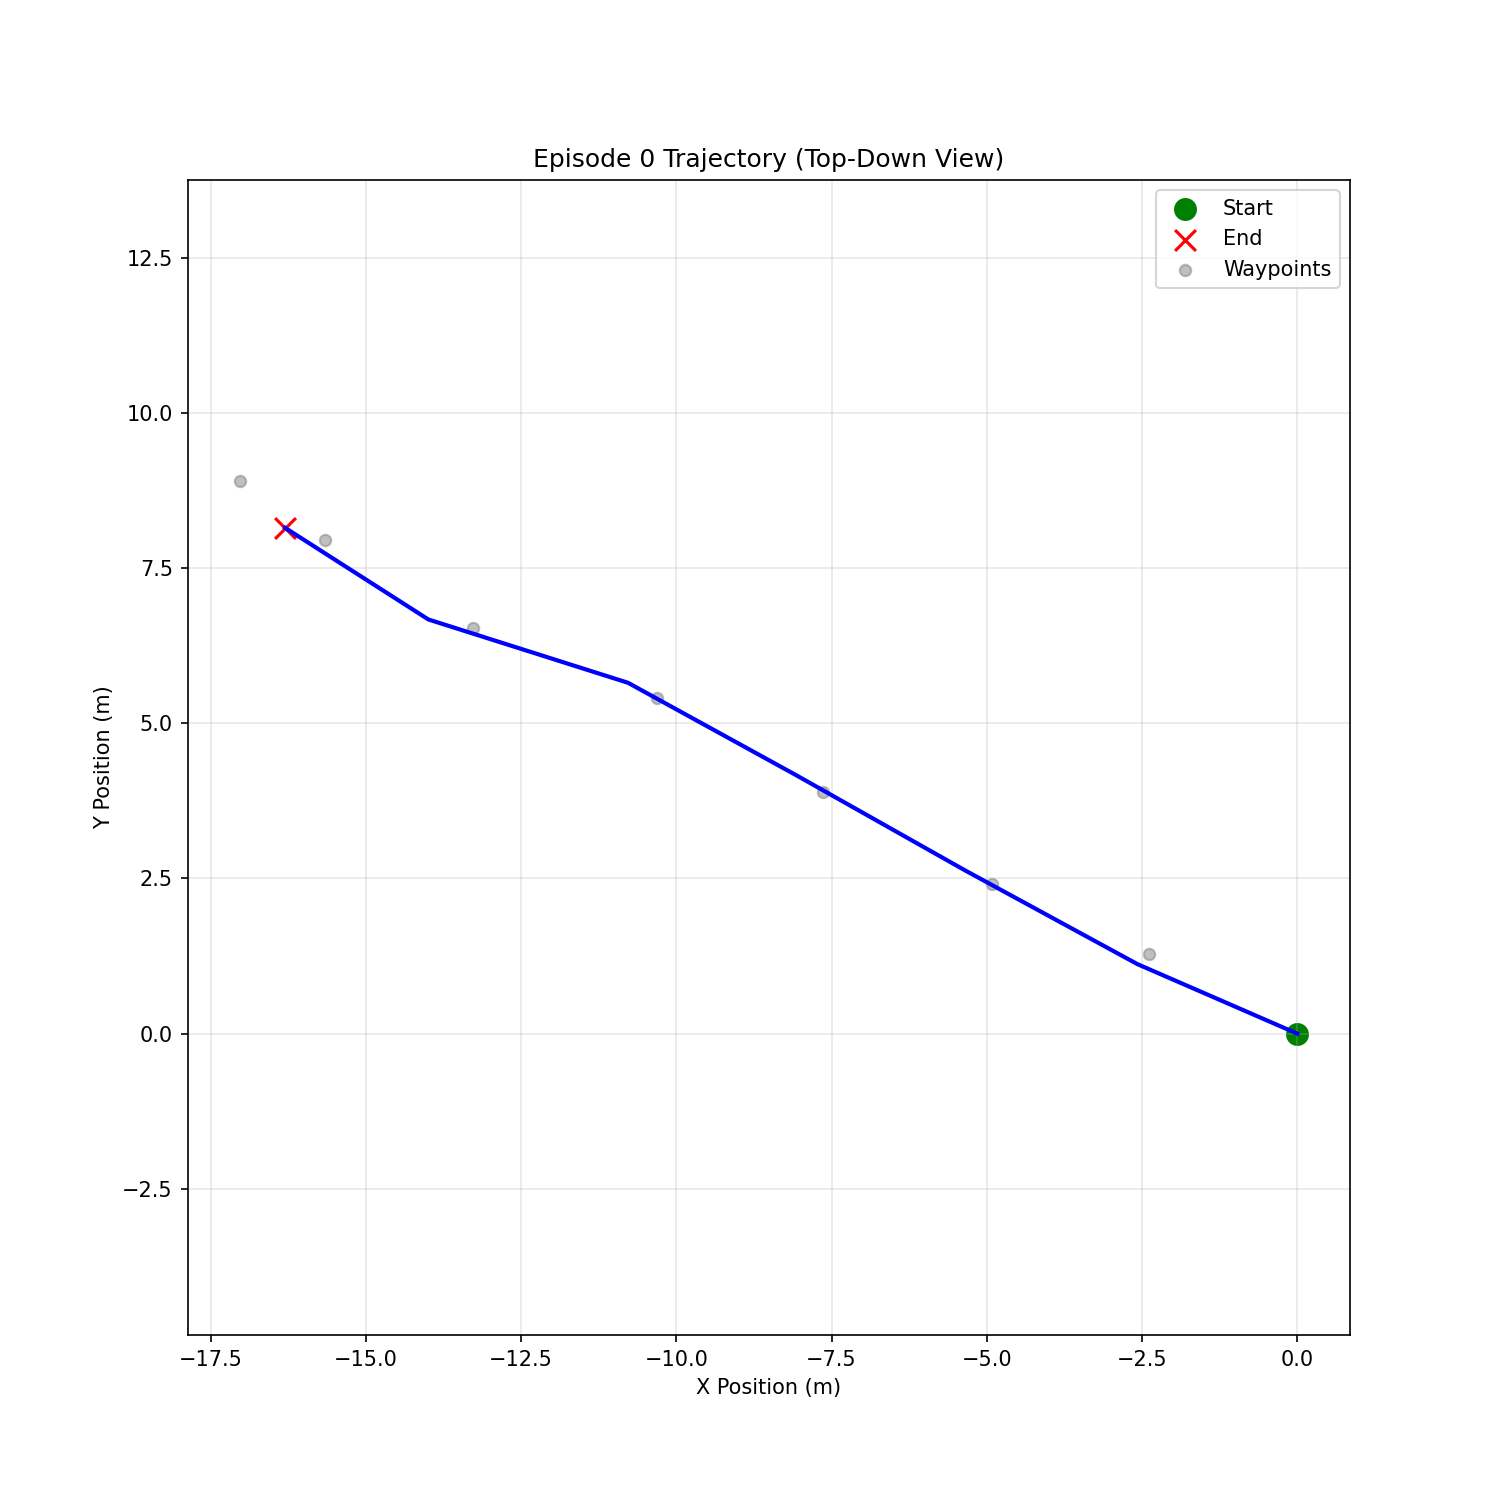 Episode 0 Trajectory (Top-Down View)
Start
End
Waypoints
12.5
10.0
7.5
5.0
2.5
0.0
−2.5
Y Position (m)
−17.5 −15.0 −12.5 −10.0 −7.5 −5.0 −2.5 0.0
X Position (m)